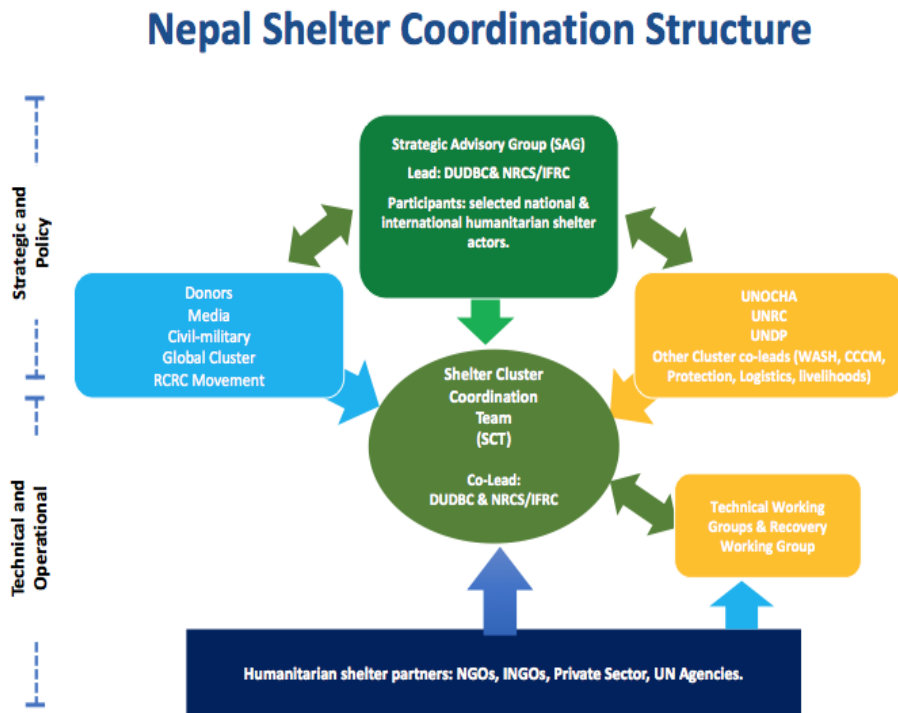 Nepal Shelter Coordination Structure
Strategic and
Policy
Strategic Advisory Group (SAG)
Lead: DUDBC& NRCS/IFRC
Participants: selected national &
international humanitarian shelter
actors.
Donors
Media
Civil-military
Global Cluster
RCRC Movement
UNOCHA
UNRC
UNDP
Other Cluster co-leads (WASH, CCCM,
Protection, Logistics, livelihoods)
Shelter Cluster
Coordination
Team
(SCT)
Co-Lead:
DUDBC & NRCS/IFRC
Technical and
Operational
Technical Working
Groups & Recovery
Working Group
Humanitarian shelter partners: NGOs, INGOs, Private Sector, UN Agencies.